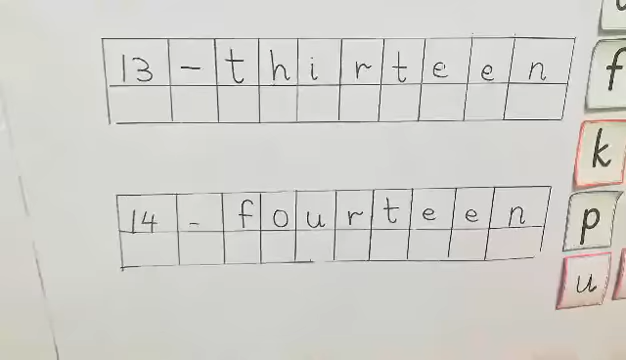 13 - thirteen
f
k
14 - fourteen
p
u